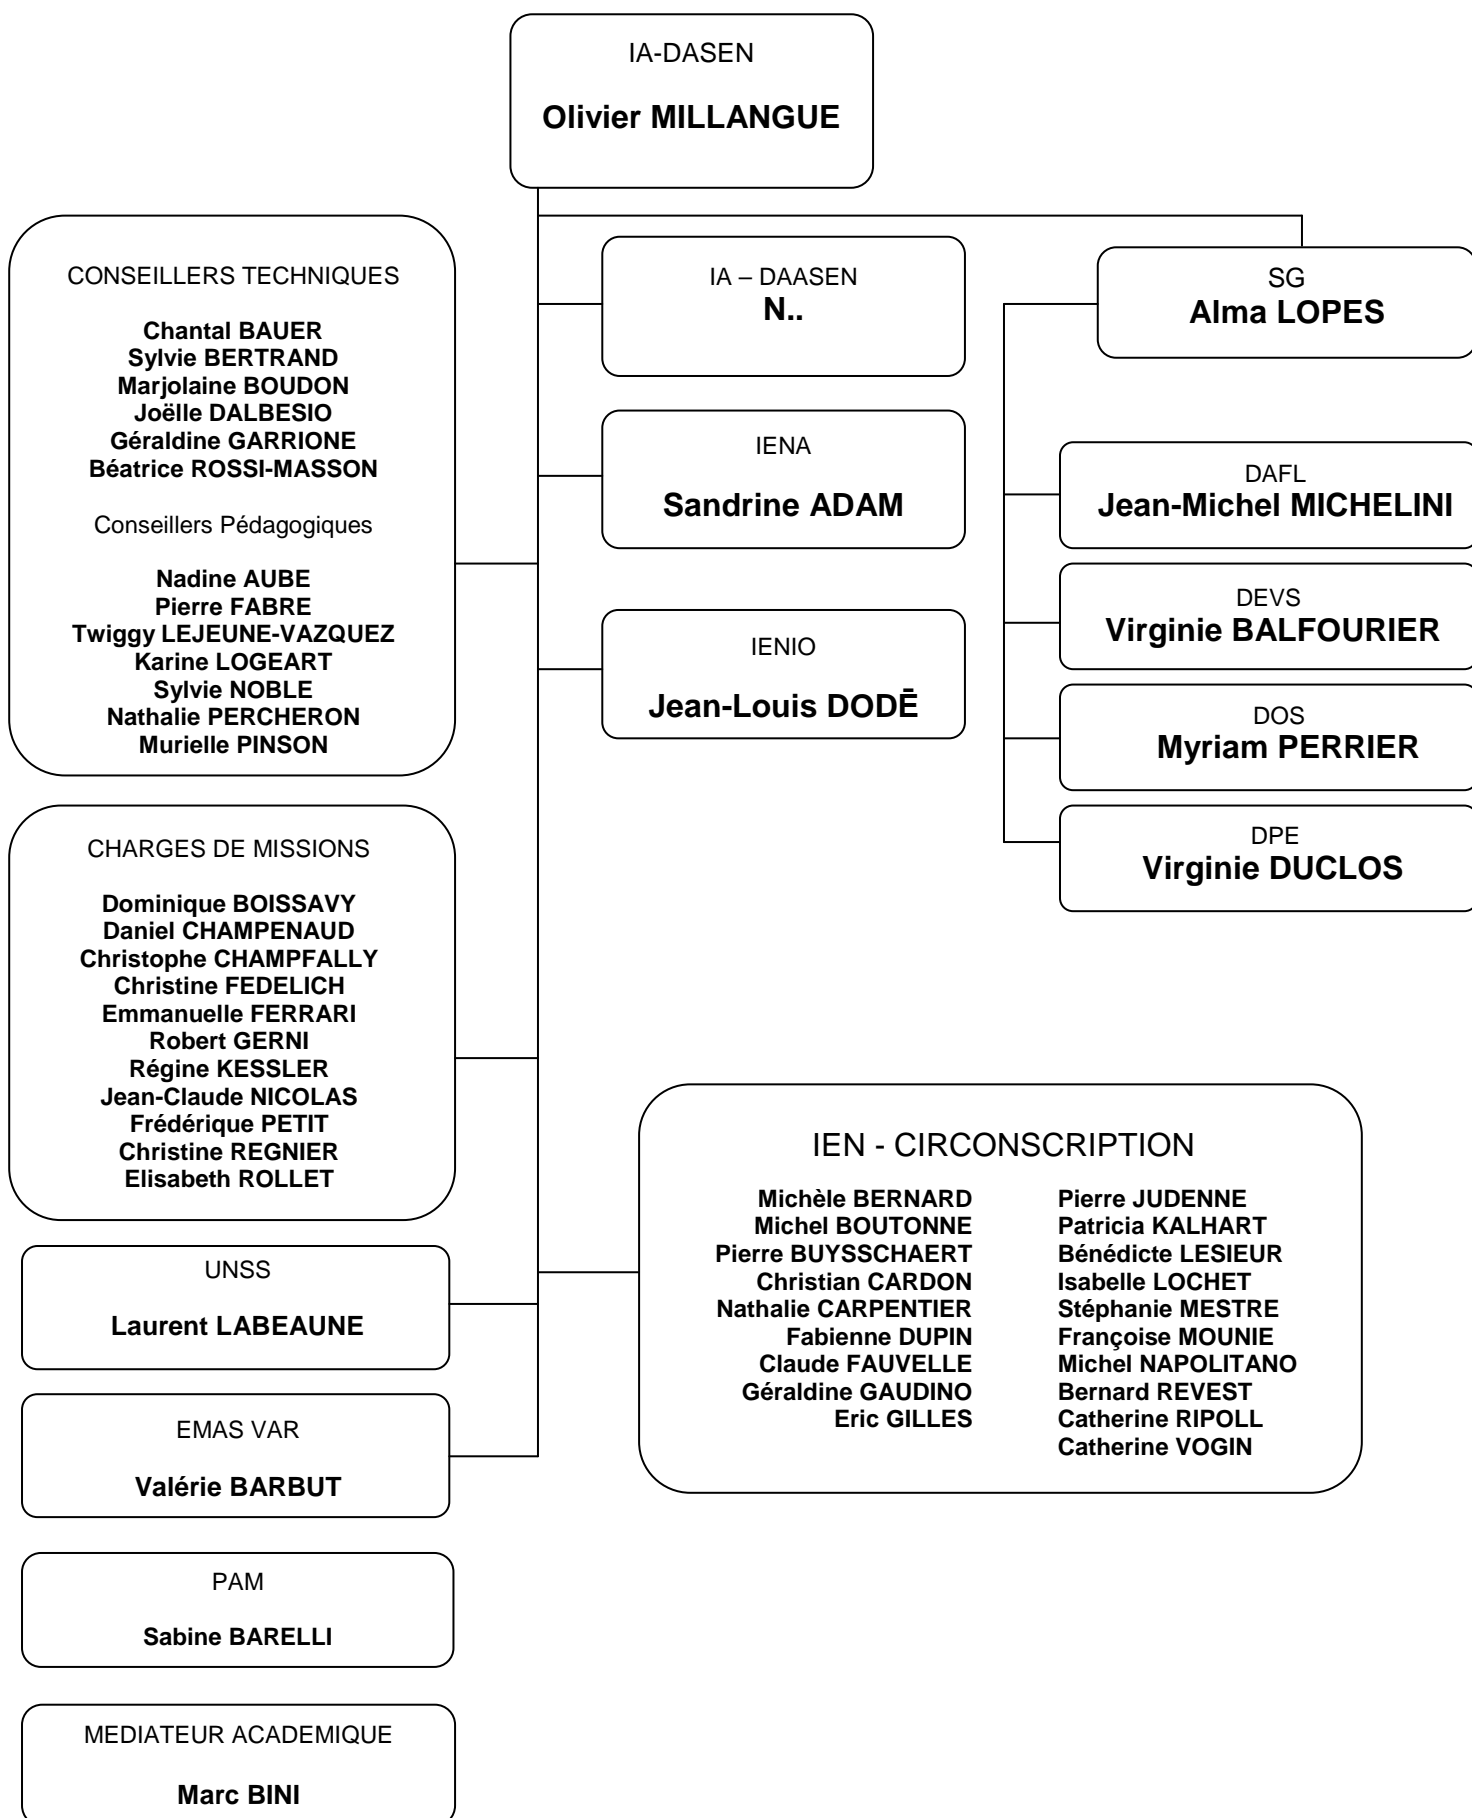 IA-DASEN
Olivier MILLANGUE
CONSEILLERS TECHNIQUES
Chantal BAUER
Sylvie BERTRAND
Marjolaine BOUDON
Joëlle DALBESIO
Géraldine GARRIONE
Béatrice ROSSI-MASSON
Conseillers Pédagogiques
Nadine AUBE
Pierre FABRE
Twiggy LEJEUNE-VAZQUEZ
Karine LOGEART
Sylvie NOBLE
Nathalie PERCHERON
Murielle PINSON
IA – DAASEN
N..
SG
Alma LOPES
IENA
Sandrine ADAM
IENIO
Jean-Louis DODĒ
DAFL
Jean-Michel MICHELINI
DEVS
Virginie BALFOURIER
DOS
Myriam PERRIER
DPE
Virginie DUCLOS
CHARGES DE MISSIONS
Dominique BOISSAVY
Daniel CHAMPENAUD
Christophe CHAMPFALLY
Christine FEDELICH
Emmanuelle FERRARI
Robert GERNI
Régine KESSLER
Jean-Claude NICOLAS
Frédérique PETIT
Christine REGNIER
Elisabeth ROLLET
IEN - CIRCONSCRIPTION
Michèle BERNARD
Michel BOUTONNE
Pierre BUYSSCHAERT
Christian CARDON
Nathalie CARPENTIER
Fabienne DUPIN
Claude FAUVELLE
Géraldine GAUDINO
Eric GILLES
Pierre JUDENNE
Patricia KALHART
Bénédicte LESIEUR
Isabelle LOCHET
Stéphanie MESTRE
Françoise MOUNIE
Michel NAPOLITANO
Bernard REVEST
Catherine RIPOLL
Catherine VOGIN
UNSS
Laurent LABEAUNE
EMAS VAR
Valérie BARBUT
PAM
Sabine BARELLI
MEDIATEUR ACADEMIQUE
Marc BINI